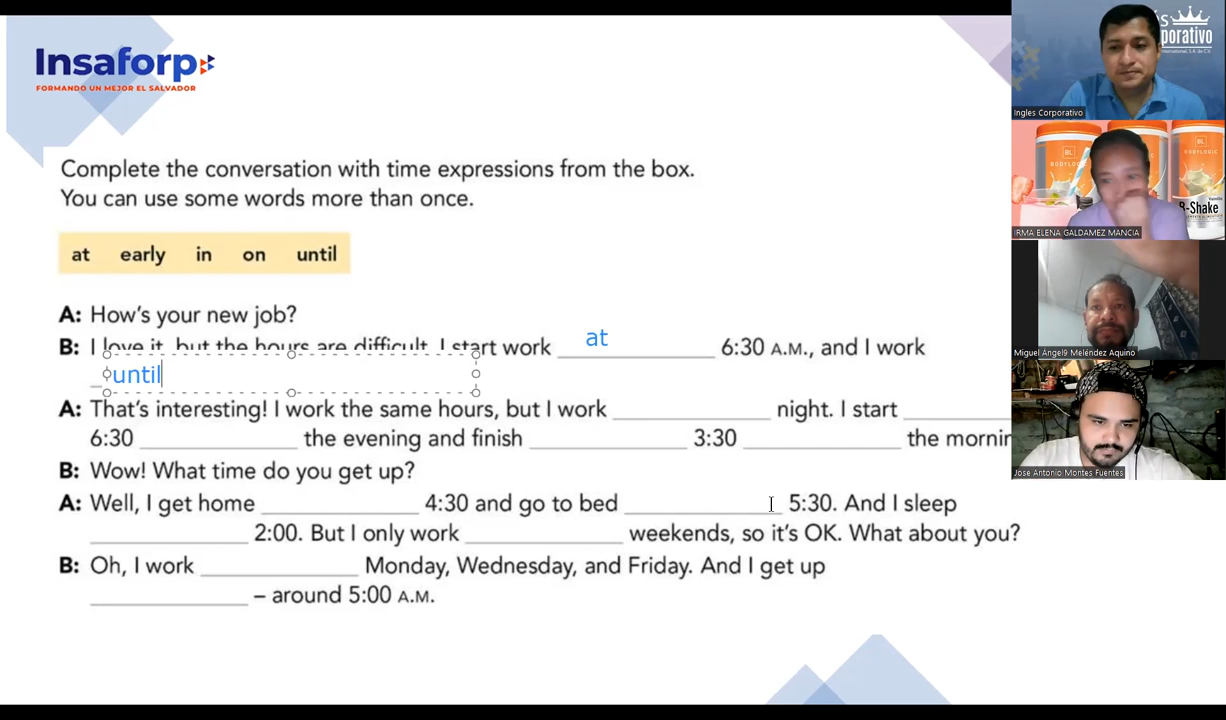 Insaforp
FORMANDO UN MEJOR EL SALVADOR
Complete the conversation with time expressions from the box.
You can use some words more than once.
at early in on until
A: How's your new job?
B: I love it, but the hours are difficult. I start work at 6:30 A.M., and I work
until
A: That's interesting! I work the same hours, but I work night. I start
6:30 the evening and finish 3:30 the mornin
B: Wow! What time do you get up?
A: Well, I get home 4:30 and go to bed 5:30. And I sleep
2:00. But I only work weekends, so it's OK. What about you?
B: Oh, I work Monday, Wednesday, and Friday. And I get up
– around 5:00 A.M.
Ingles Corporativo
BODYLOGIC
B-Shake
IRMA ELENA GALDAMEZ MANCIA
Miguel Ángel9 Meléndez Aquino
Jose Antonio Montes Fuentes